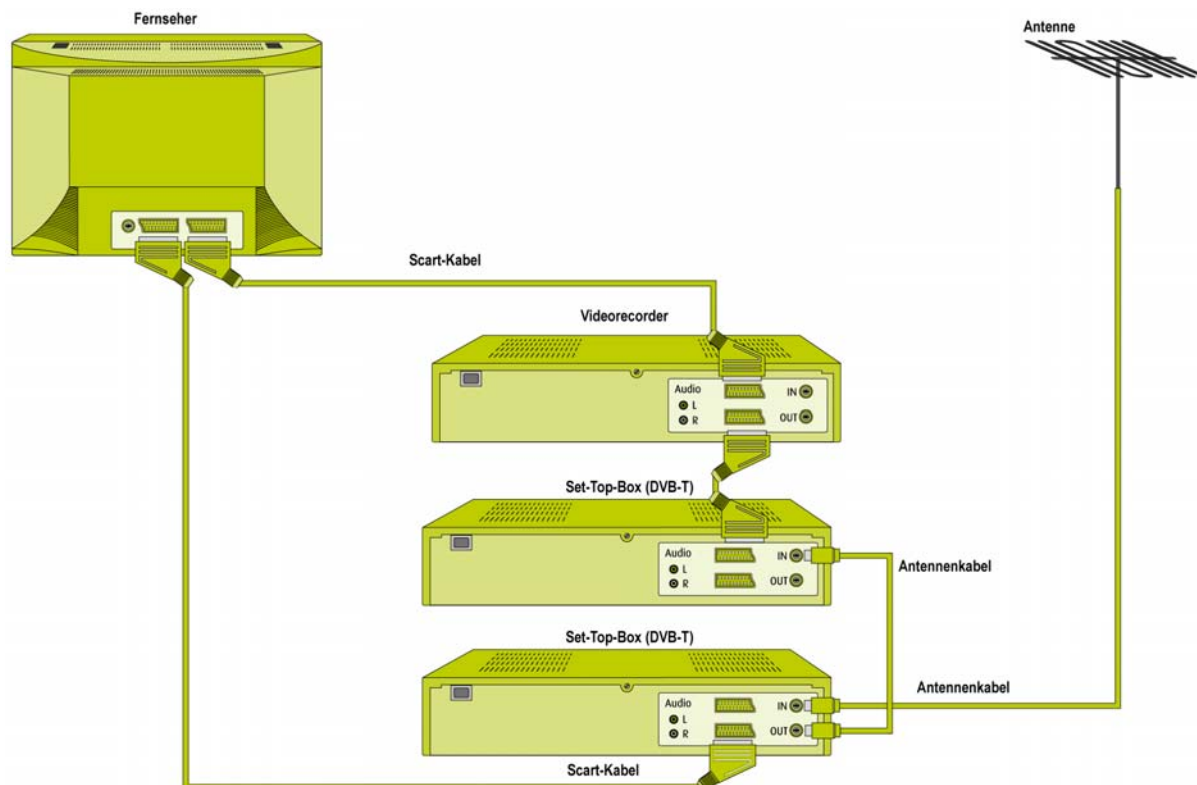 Fernseher
Antenne
Scart-Kabel
Videorecorder
Audio
L
R
IN
OUT
Set-Top-Box (DVB-T)
Audio
L
R
IN
OUT
Antennenkabel
Set-Top-Box (DVB-T)
Audio
L
R
IN
OUT
Antennenkabel
Scart-Kabel